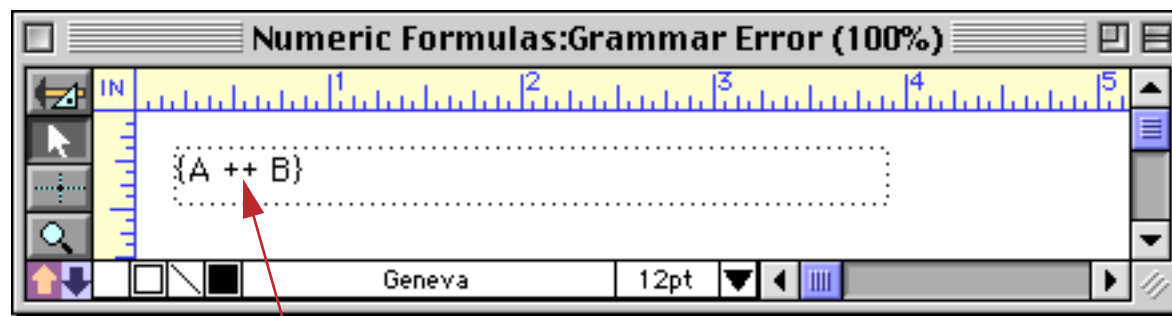 Numeric Formulas:Grammar Error (100%)
IN 1 2 3 4 5
{A ++ B}
Geneva 12pt